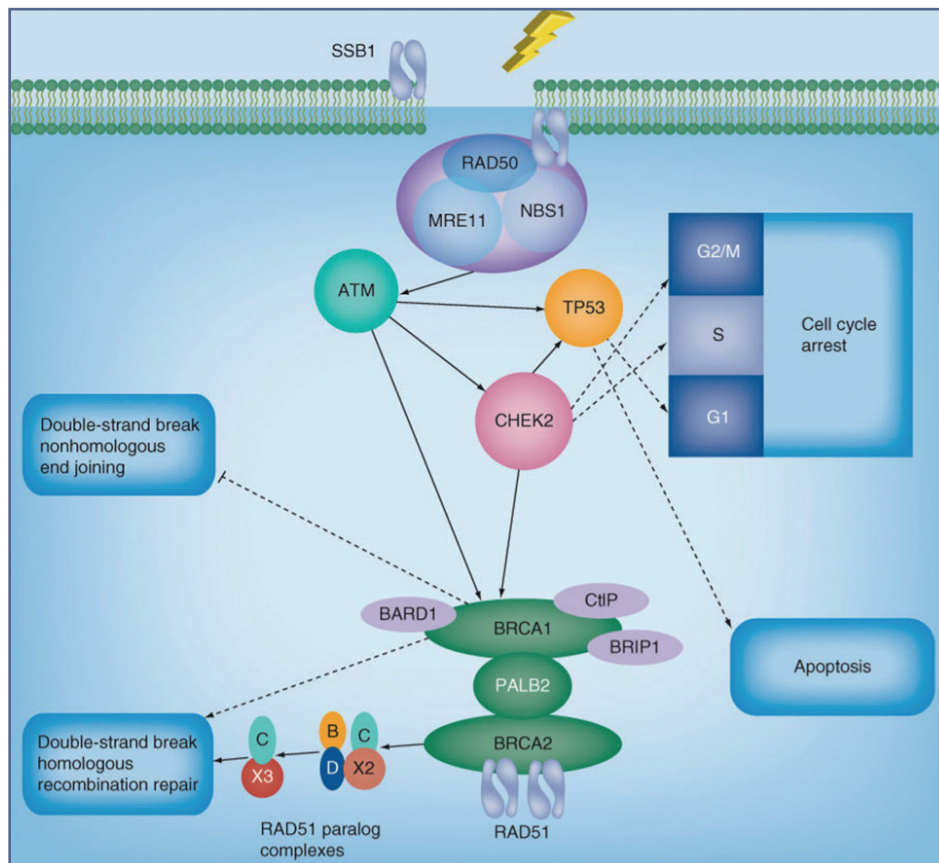 SSB1
RAD50
MRE11
NBS1
ATM
TP53
CHEK2
G2/M
S
G1
Cell cycle
arrest
Double-strand break
nonhomologous
end joining
BARD1
CtIP
BRCA1
BRIP1
PALB2
BRCA2
RAD51
Apoptosis
Double-strand break
homologous
recombination repair
C
X3
B
C
D
X2
RAD51 paralog
complexes